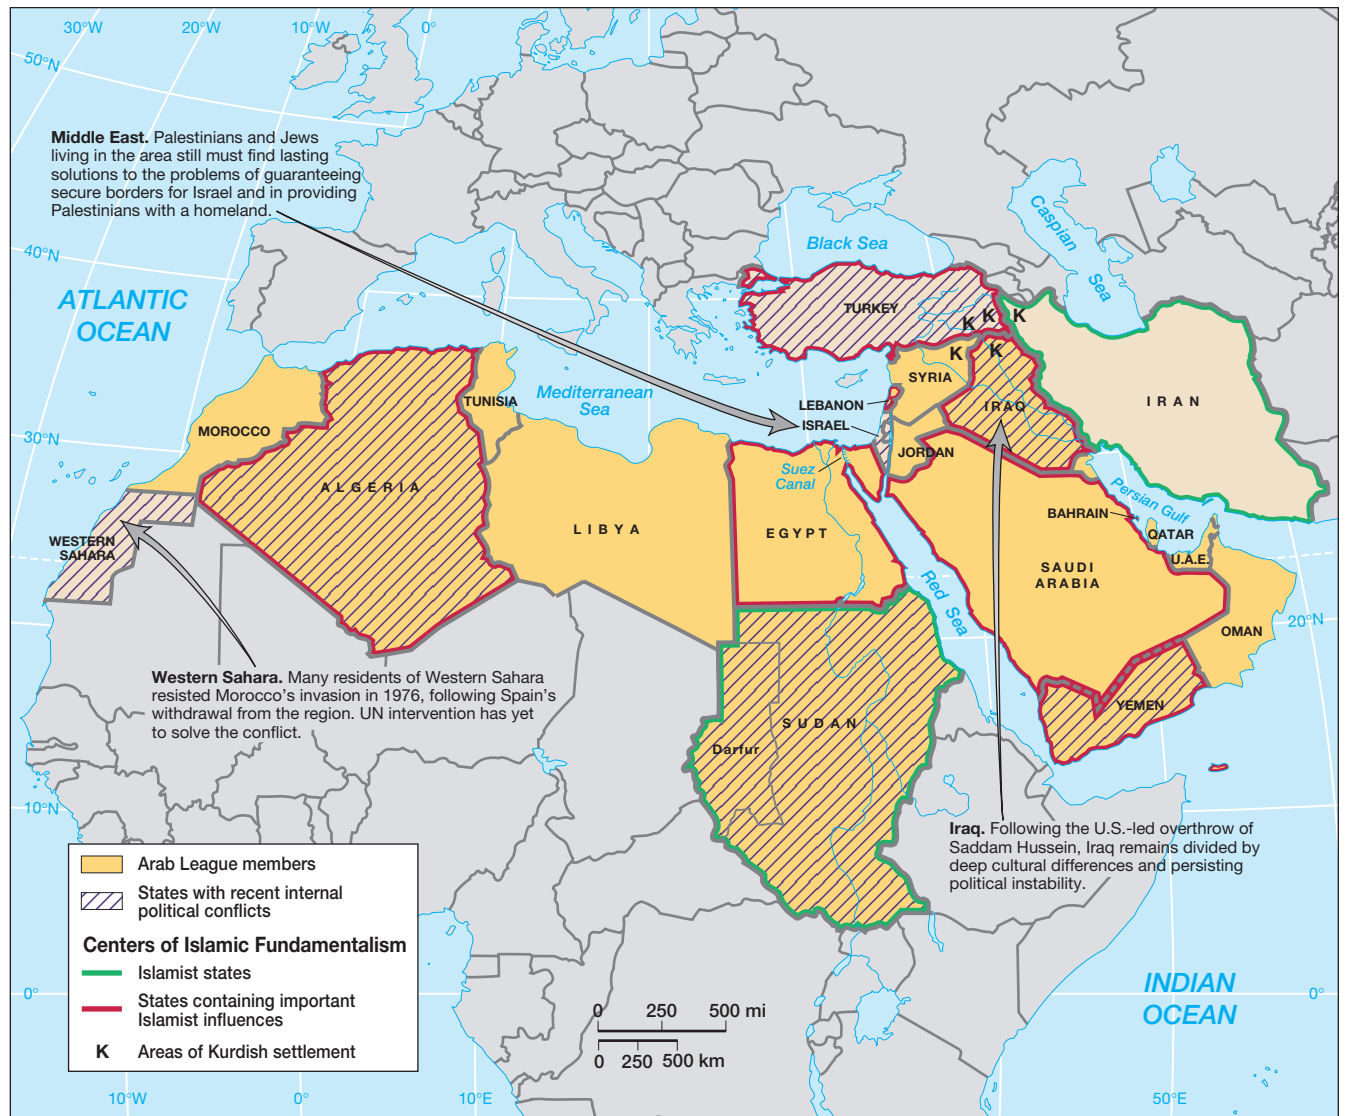 30°W
20°W
10°W
0°
50°N
Middle East. Palestinians and Jews
living in the area still must find lasting
solutions to the problems of guaranteeing
secure borders for Israel and in providing
Palestinians with a homeland.
40°N
ATLANTIC
OCEAN
Black Sea
Caspian
Sea
TURKEY
K
K
K
K
K
SYRIA
Mediterranean
Sea
LEBANON
ISRAEL
IRAQ
IRAN
TUNISIA
MOROCCO
30°N
JORDAN
Suez
Canal
ALGERIA
Persian Gulf
BAHRAIN
QATAR
LIBYA
EGYPT
WESTERN
SAHARA
U.A.E.
SAUDI
ARABIA
Red Sea
20°N
OMAN
Western Sahara. Many residents of Western Sahara
resisted Morocco's invasion in 1976, following Spain's
withdrawal from the region. UN intervention has yet
to solve the conflict.
YEMEN
SUDAN
Darfur
10°N
Iraq. Following the U.S.-led overthrow of
Saddam Hussein, Iraq remains divided by
deep cultural differences and persisting
political instability.
Arab League members
States with recent internal
political conflicts
Centers of Islamic Fundamentalism
Islamist states
States containing important
Islamist influences
K Areas of Kurdish settlement
INDIAN
OCEAN
0°
0°
0 250 500 mi
0 250 500 km
10°W
0°
10°E
50°E